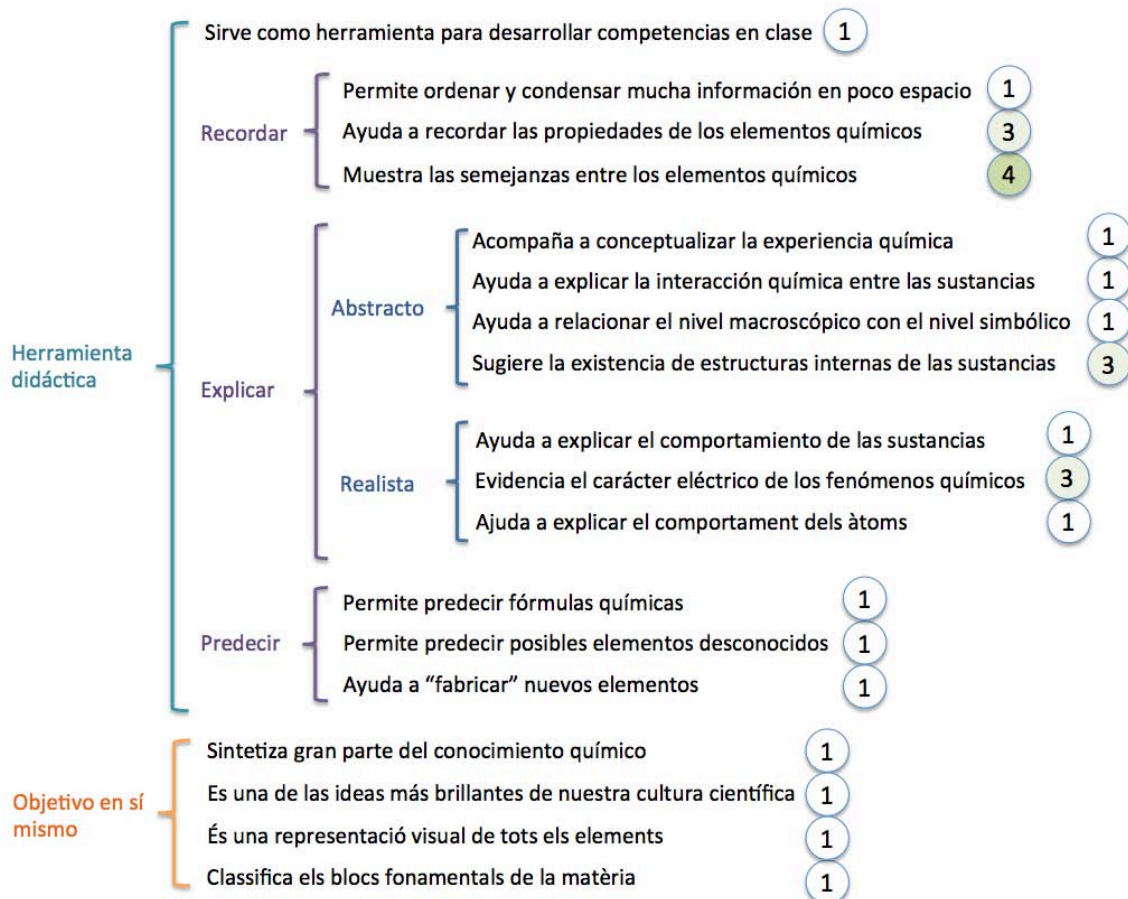 Sirve como herramienta para desarrollar competencias en clase 1
Recordar
Permite ordenar y condensar mucha información en poco espacio 1
Ayuda a recordar las propiedades de los elementos químicos 3
Muestra las semejanzas entre los elementos químicos 4
Herramienta
didáctica
Explicar
Abstracto
Acompaña a conceptualizar la experiencia química 1
Ayuda a explicar la interacción química entre las sustancias 1
Ayuda a relacionar el nivel macroscópico con el nivel simbólico 1
Sugiere la existencia de estructuras internas de las sustancias 3
Realista
Ayuda a explicar el comportamiento de las sustancias 1
Evidencia el carácter eléctrico de los fenómenos químicos 3
Ajuda a explicar el comportament dels àtoms 1
Predecir
Permite predecir fórmulas químicas 1
Permite predecir posibles elementos desconocidos 1
Ayuda a “fabricar” nuevos elementos 1
Objetivo en sí
mismo
Sintetiza gran parte del conocimiento químico 1
Es una de las ideas más brillantes de nuestra cultura científica 1
És una representació visual de tots els elements 1
Classifica els blocs fonamentals de la matèria 1